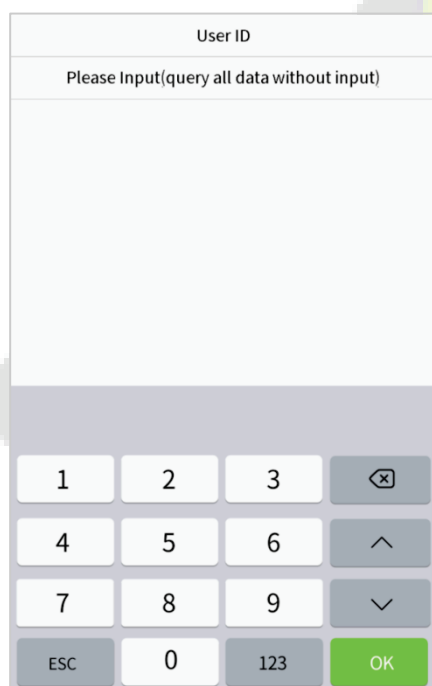 User ID
Please Input(query all data without input)
1 2 3
4 5 6
7 8 9
ESC 0 123 OK